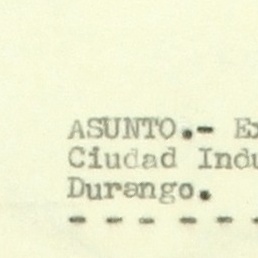 ASUNTO.- Ex
Ciudad Indu
Durango.
- - - - - -